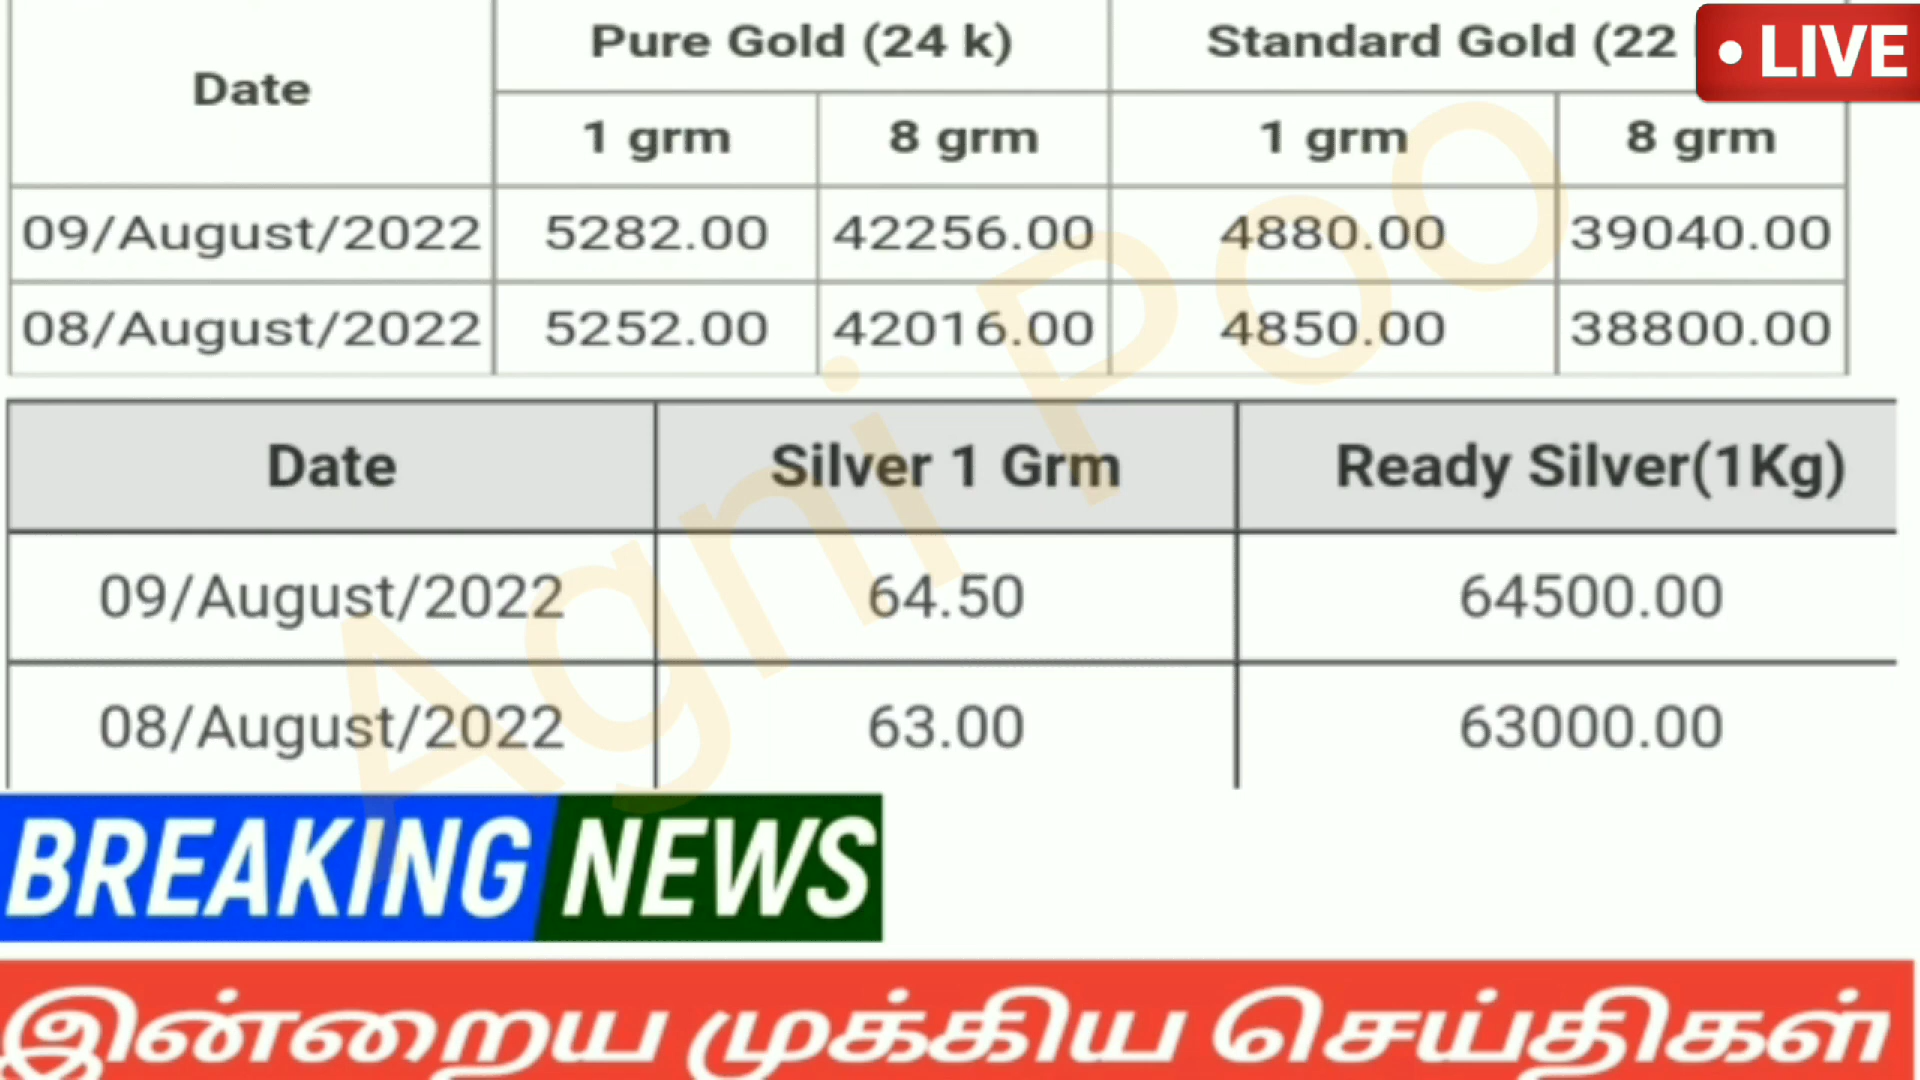 Date Pure Gold (24 k) Standard Gold (22
• LIVE
1 grm 8 grm 1 grm 8 grm
09/August/2022 5282.00 42256.00 4880.00 39040.00
08/August/2022 5252.00 42016.00 4850.00 38800.00
Date Silver 1 Grm Ready Silver(1Kg)
09/August/2022 64.50 64500.00
08/August/2022 63.00 63000.00
Agni Poo
BREAKING NEWS
இன்றைய முக்கிய செய்திகள்